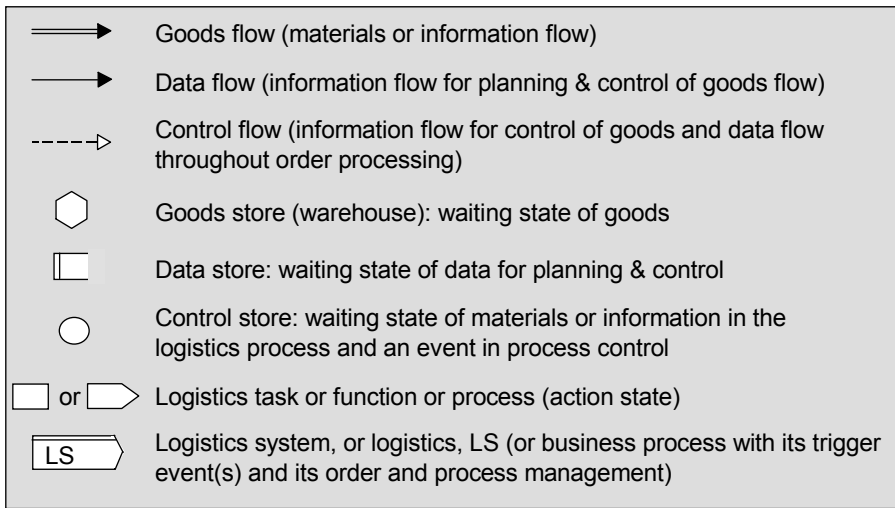 Goods flow (materials or information flow)
Data flow (information flow for planning & control of goods flow)
Control flow (information flow for control of goods and data flow
throughout order processing)
Goods store (warehouse): waiting state of goods
Data store: waiting state of data for planning & control
Control store: waiting state of materials or information in the
logistics process and an event in process control
or Logistics task or function or process (action state)
LS Logistics system, or logistics, LS (or business process with its trigger
event(s) and its order and process management)